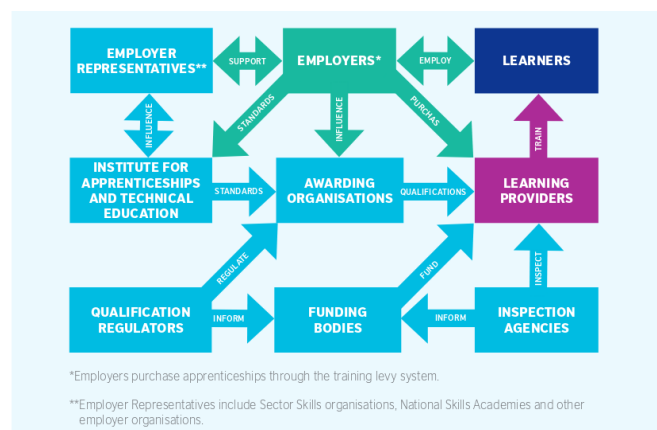 EMPLOYER
REPRESENTATIVES**
SUPPORT
EMPLOYERS*
EMPLOY
LEARNERS
INFLUENCE
STANDARDS
INFLUENCE
PURCHAS
TRAIN
INSTITUTE FOR
APPRENTICESHIPS
AND TECHNICAL
EDUCATION
STANDARDS
AWARDING
ORGANISATIONS
QUALIFICATIONS
LEARNING
PROVIDERS
REGULATE
FUND
INSPECT
QUALIFICATION
REGULATORS
INFORM
FUNDING
BODIES
INFORM
INSPECTION
AGENCIES
*Employers purchase apprenticeships through the training levy system.
**Employer Representatives include Sector Skills organisations, National Skills Academies and other
employer organisations.